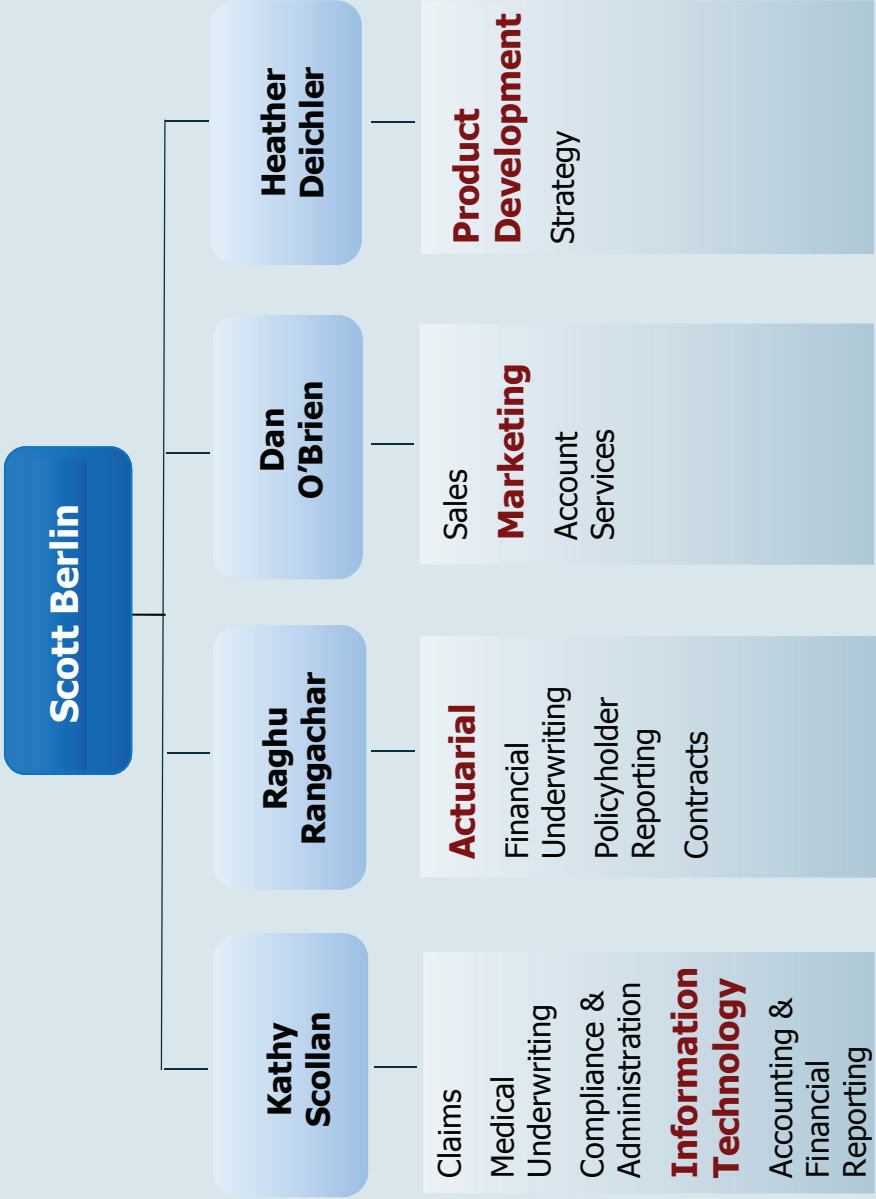 Scott Berlin
Kathy
Scollan
Raghu
Rangachar
Dan
O’Brien
Heather
Deichler
Claims
Medical
Underwriting
Compliance &
Administration
Information
Technology
Accounting &
Financial
Reporting
Actuarial
Financial
Underwriting
Policyholder
Reporting
Contracts
Sales
Marketing
Account
Services
Product
Development
Strategy